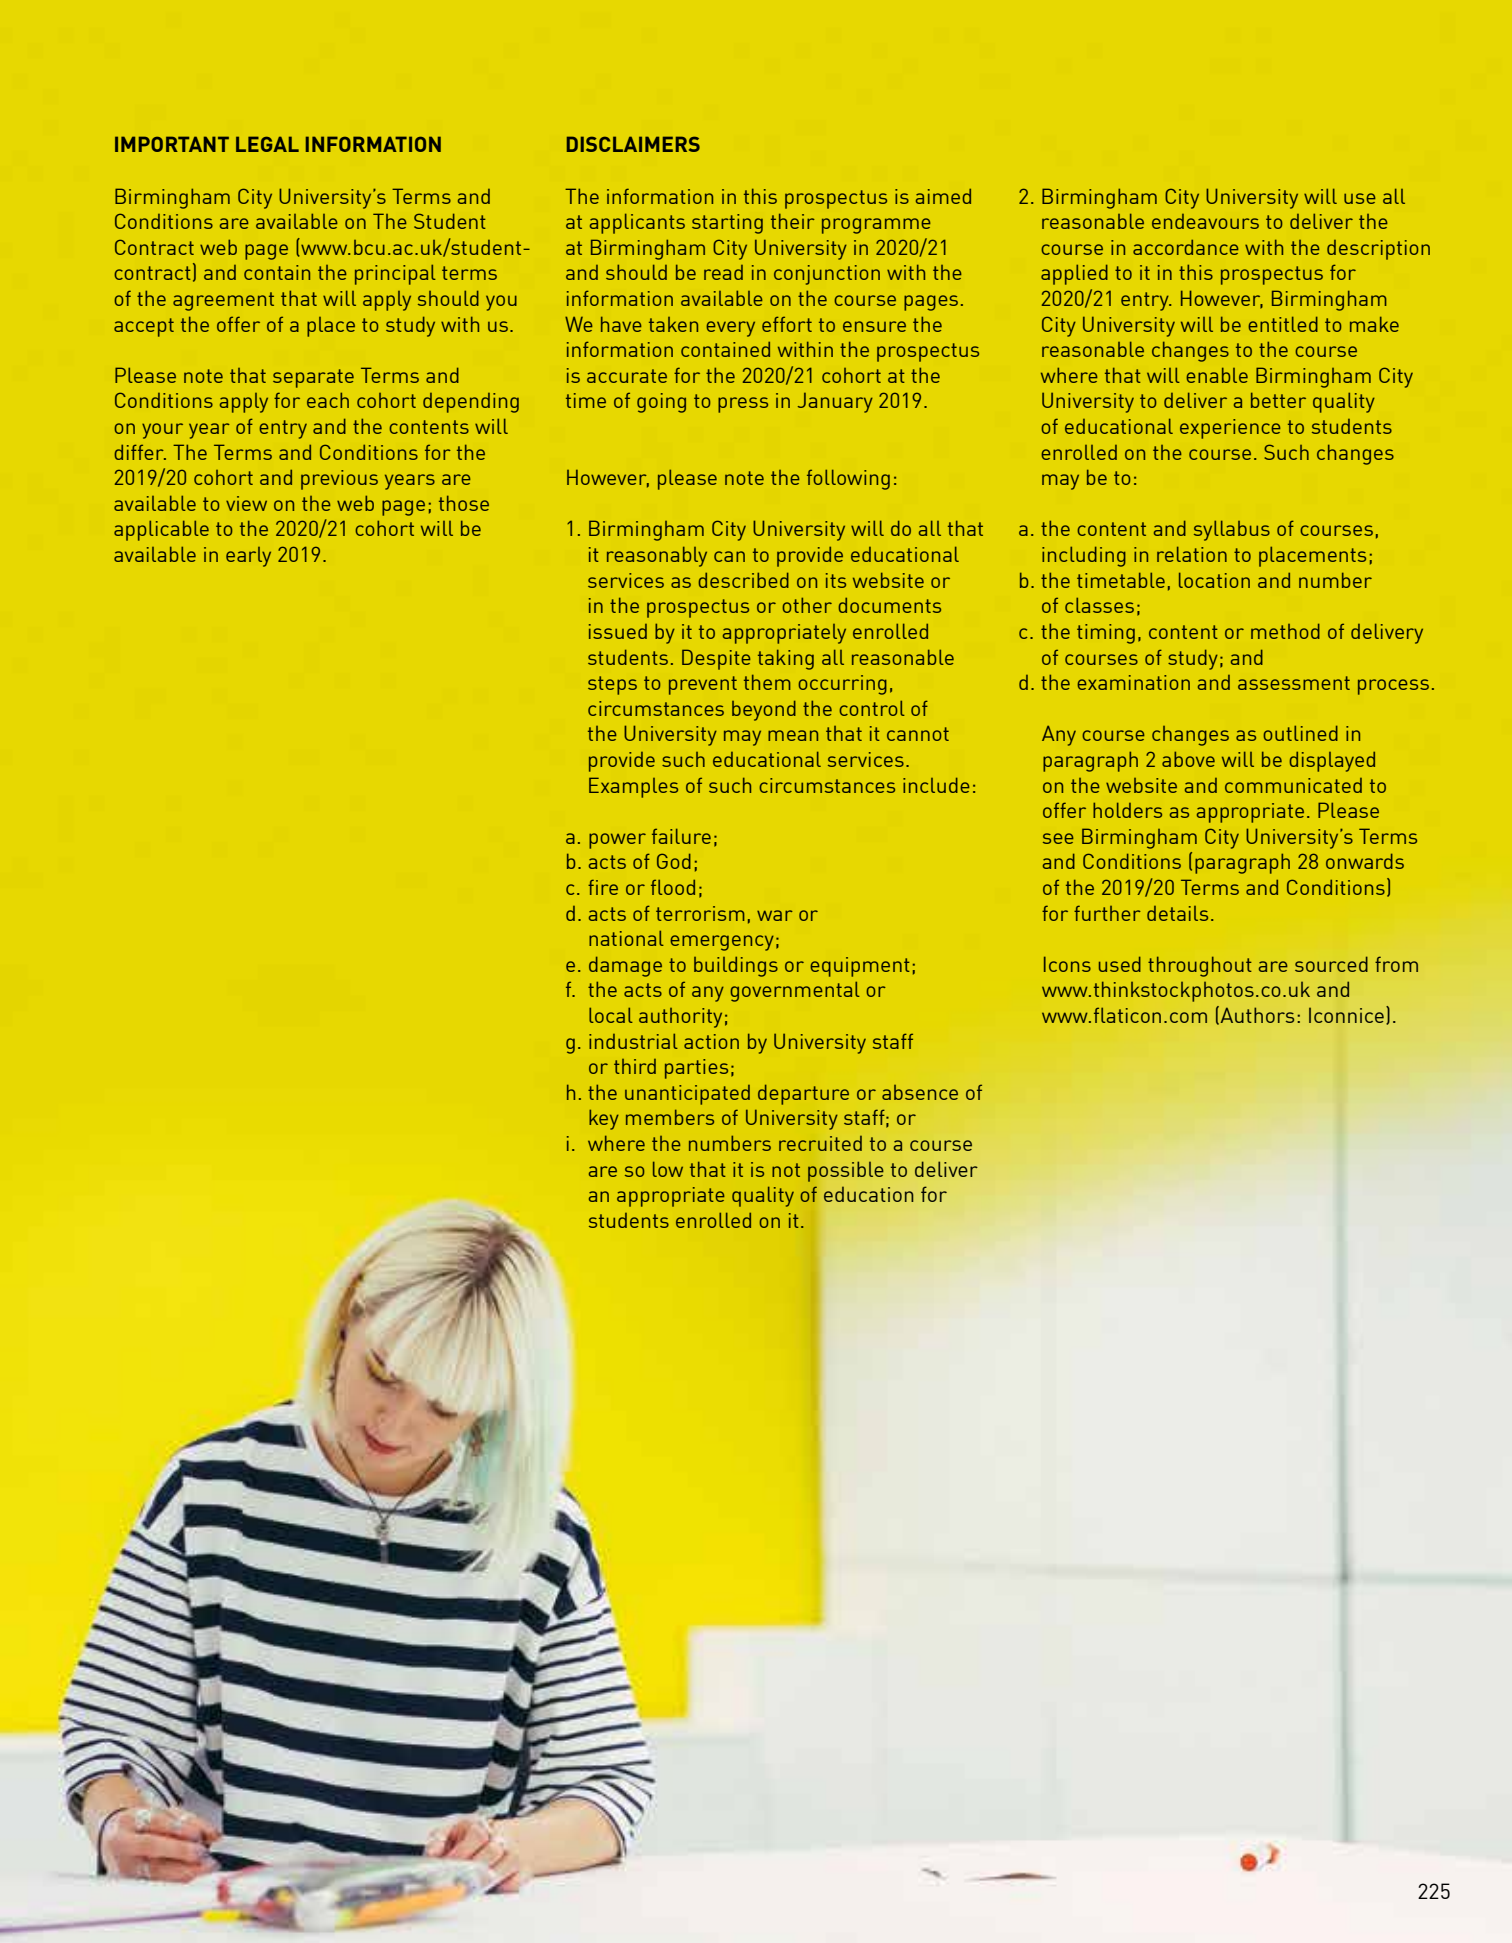 IMPORTANT LEGAL INFORMATION
Birmingham City University's Terms and
Conditions are available on The Student
Contract web page (www.bcu.ac.uk/student-
contract) and contain the principal terms
of the agreement that will apply should you
accept the offer of a place to study with us.
Please note that separate Terms and
Conditions apply for each cohort depending
on your year of entry and the contents will
differ. The Terms and Conditions for the
2019/20 cohort and previous years are
available to view on the web page; those
applicable to the 2020/21 cohort will be
available in early 2019.
DISCLAIMERS
The information in this prospectus is aimed
at applicants starting their programme
at Birmingham City University in 2020/21
and should be read in conjunction with the
information available on the course pages.
We have taken every effort to ensure the
information contained within the prospectus
is accurate for the 2020/21 cohort at the
time of going to press in January 2019.
However, please note the following:
1. Birmingham City University will do all that
it reasonably can to provide educational
services as described on its website or
in the prospectus or other documents
issued by it to appropriately enrolled
students. Despite taking all reasonable
steps to prevent them occurring,
circumstances beyond the control of
the University may mean that it cannot
provide such educational services.
Examples of such circumstances include:
a. power failure;
b. acts of God;
c. fire or flood;
d. acts of terrorism, war or
national emergency;
e. damage to buildings or equipment;
f. the acts of any governmental or
local authority;
g. industrial action by University staff
or third parties;
h. the unanticipated departure or absence of
key members of University staff; or
i. where the numbers recruited to a course
are so low that it is not possible to deliver
an appropriate quality of education for
students enrolled on it.
2. Birmingham City University will use all
reasonable endeavours to deliver the
course in accordance with the description
applied to it in this prospectus for
2020/21 entry. However, Birmingham
City University will be entitled to make
reasonable changes to the course
where that will enable Birmingham City
University to deliver a better quality
of educational experience to students
enrolled on the course. Such changes
may be to:
a. the content and syllabus of courses,
including in relation to placements;
b. the timetable, location and number
of classes;
c. the timing, content or method of delivery
of courses of study; and
d. the examination and assessment process.
Any course changes as outlined in
paragraph 2 above will be displayed
on the website and communicated to
offer holders as appropriate. Please
see Birmingham City University's Terms
and Conditions (paragraph 28 onwards
of the 2019/20 Terms and Conditions)
for further details.
Icons used throughout are sourced from
www.thinkstockphotos.co.uk and
www.flaticon.com (Authors: Iconnice).
225